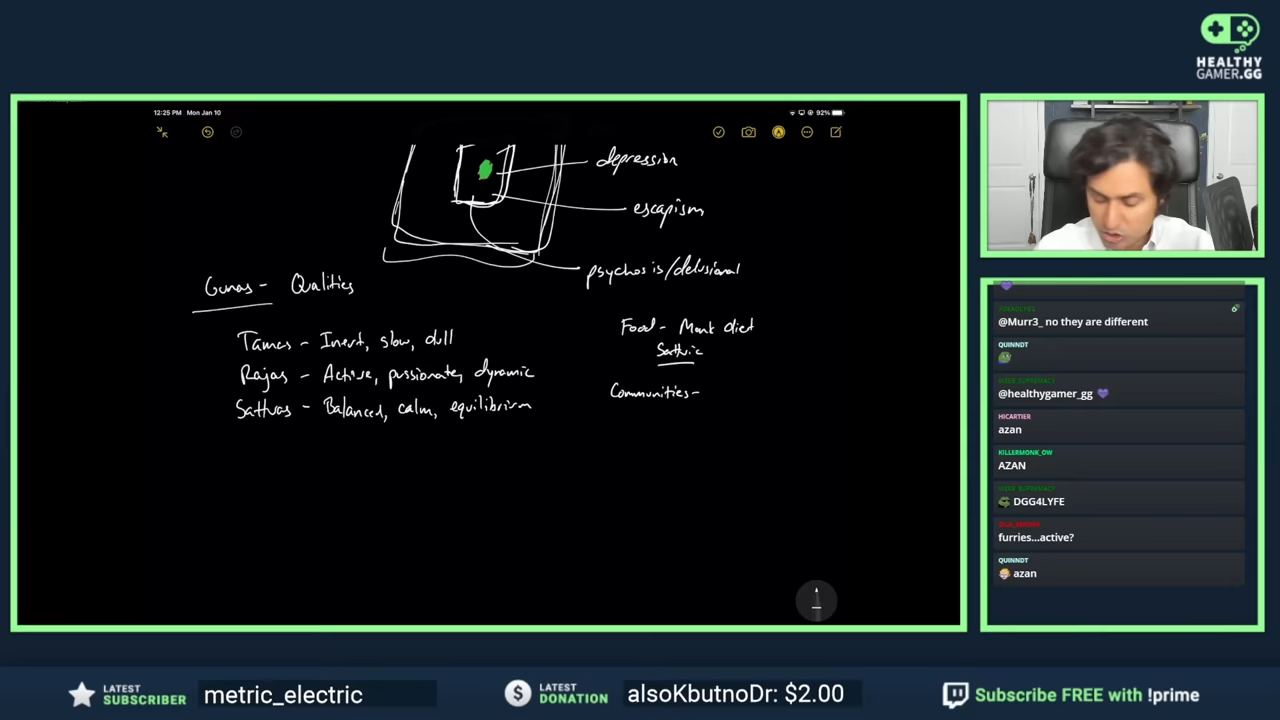 HEALTHY
GAMER.GG
12:25 PM Mon Jan 10
92%
depression
escapism
psychosis/delusional
Gunas- Qualities
Tamas - Inert, slow, dull
Rajas - Active, passionate, dynamic
Sattvas - Balanced, calm, equilibrium
Food - Monk diet
Sattvic
Communities-
@Murr3_ no they are different
QUINNDT
@healthygamer_gg
HICARTIER
azan
KILLERMONK_OW
AZAN
DGG4LYFE
furries...active?
QUINNDT
azan
LATEST
SUBSCRIBER
metric_electric
LATEST
DONATION
alsoKbutnoDr: $2.00
Subscribe FREE with !prime